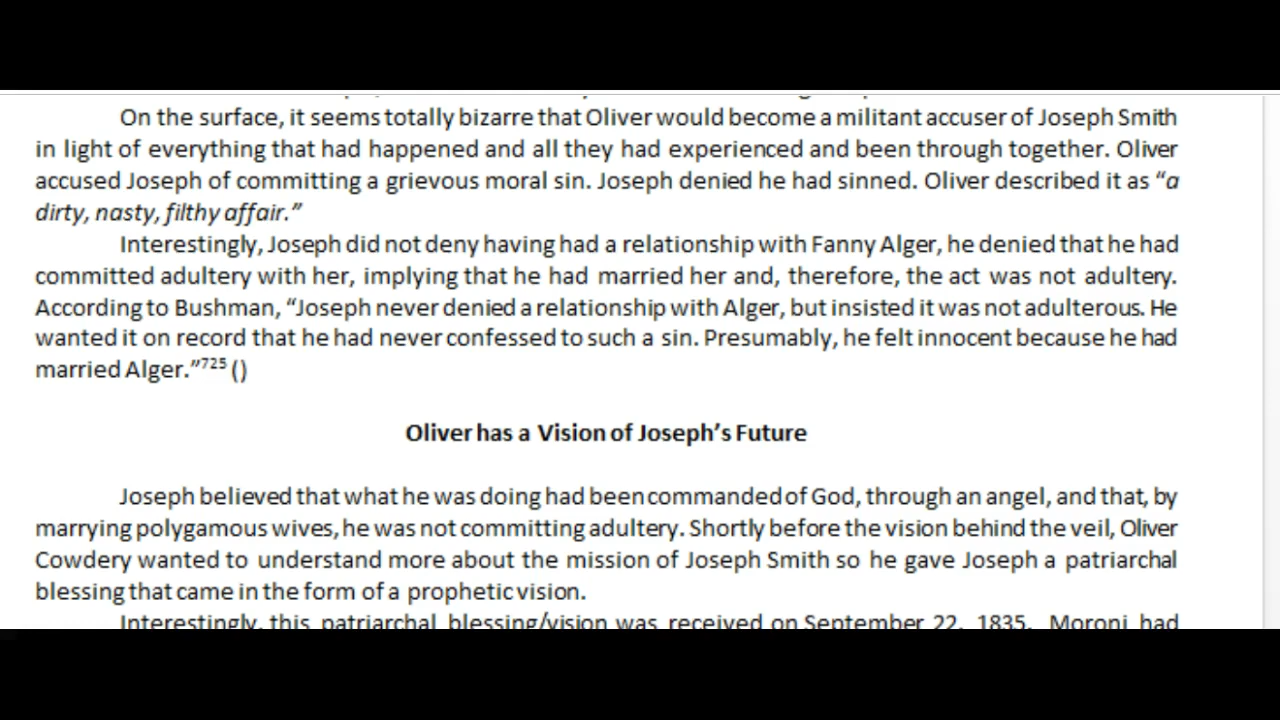 On the surface, it seems totally bizarre that Oliver would become a militant accuser of Joseph Smith
in light of everything that had happened and all they had experienced and been through together. Oliver
accused Joseph of committing a grievous moral sin. Joseph denied he had sinned. Oliver described it as “a
dirty, nasty, filthy affair.”
Interestingly, Joseph did not deny having had a relationship with Fanny Alger, he denied that he had
committed adultery with her, implying that he had married her and, therefore, the act was not adultery.
According to Bushman, “Joseph never denied a relationship with Alger, but insisted it was not adulterous. He
wanted it on record that he had never confessed to such a sin. Presumably, he felt innocent because he had
married Alger.”⁷²⁵ ()
Oliver has a Vision of Joseph’s Future
Joseph believed that what he was doing had been commanded of God, through an angel, and that, by
marrying polygamous wives, he was not committing adultery. Shortly before the vision behind the veil, Oliver
Cowdery wanted to understand more about the mission of Joseph Smith so he gave Joseph a patriarchal
blessing that came in the form of a prophetic vision.
Interestingly, this patriarchal blessing/vision was received on September 22, 1835. Moroni had